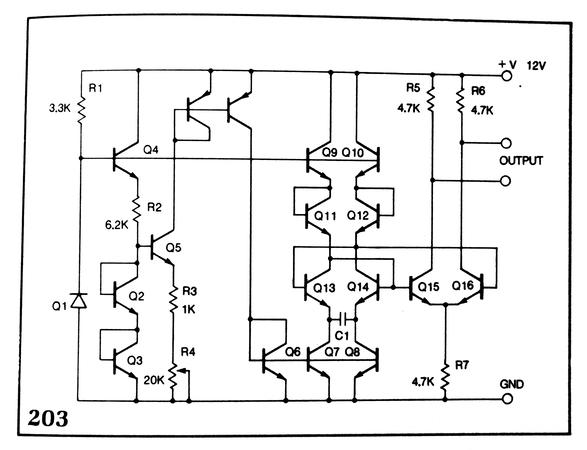 + V 12V
R1
3.3K
R5
4.7K
R6
4.7K
Q4
Q9 Q10
OUTPUT
R2
6.2K
Q11
Q12
Q5
Q13
Q14
Q15
Q16
Q1
Q2
R3
1K
C1
Q3
R4
20K
Q6
Q7
Q8
R7
4.7K
GND
203